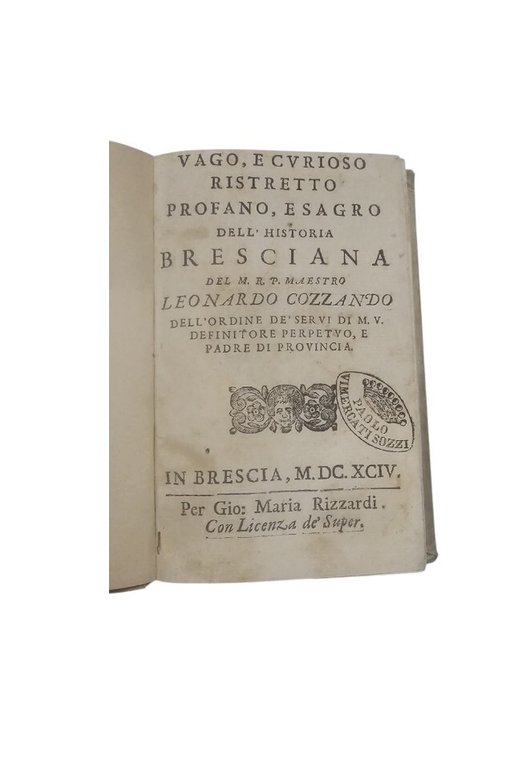 VAGO, E CVRIOSO
RISTRETTO
PROFANO, E SAGRO
DELL'HISTORIA
BRESCIANA
DEL M. R. P. MAESTRO
LEONARDO COZZANDO
DELL'ORDINE DE' SERVI DI M. V.
DEFINITORE PERPETVO, E
PADRE DI PROVINCIA.
PAOLO
VIMERCATI SOZZI
IN BRESCIA, M.DC.XCIV.
Per Gio: Maria Rizzardi.
Con Licenza de' Super.